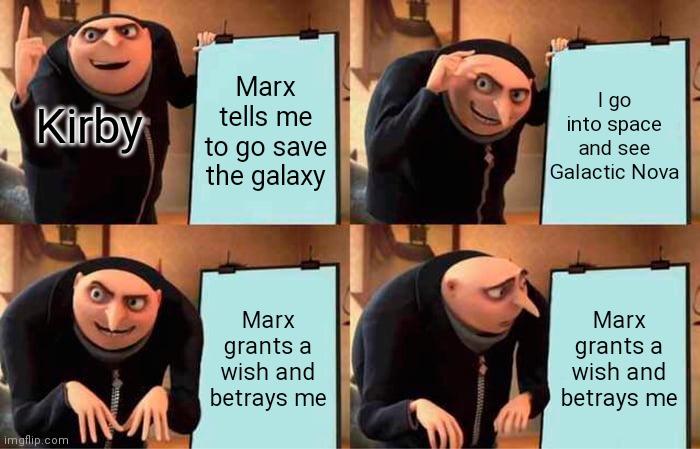 Kirby
Marx
tells me
to go save
the galaxy
I go
into space
and see
Galactic Nova
Marx
grants a
wish and
betrays me
Marx
grants a
wish and
betrays me
imgflip.com